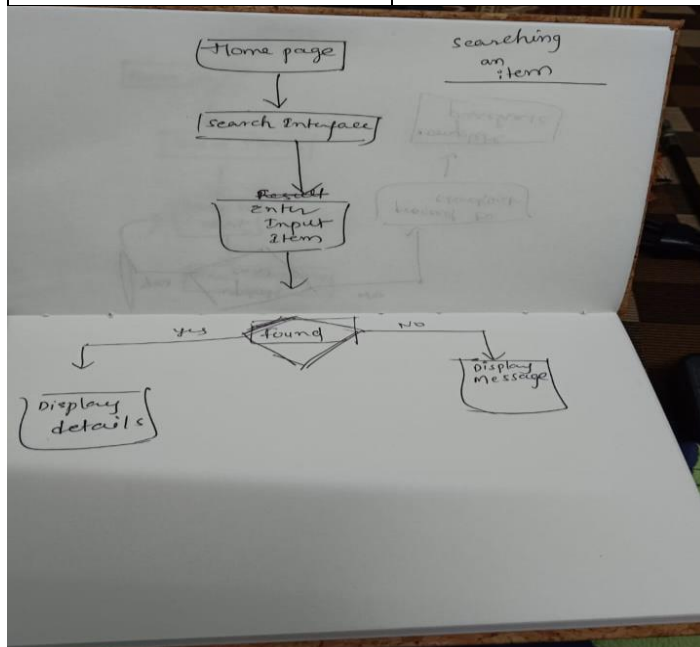 Home page
searching
an
item
Search Interface
Result
Enter
Input
Item
Yes
found
No
Display
details
Display
Message